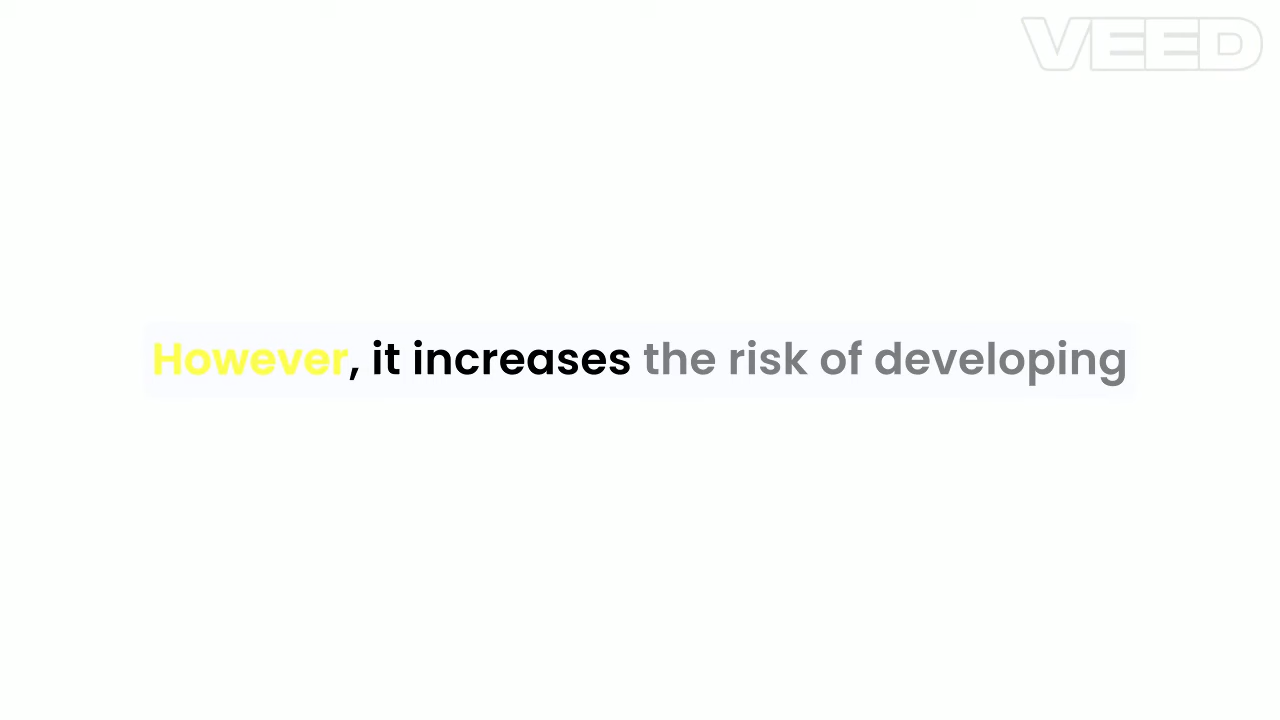 VEED
However, it increases the risk of developing